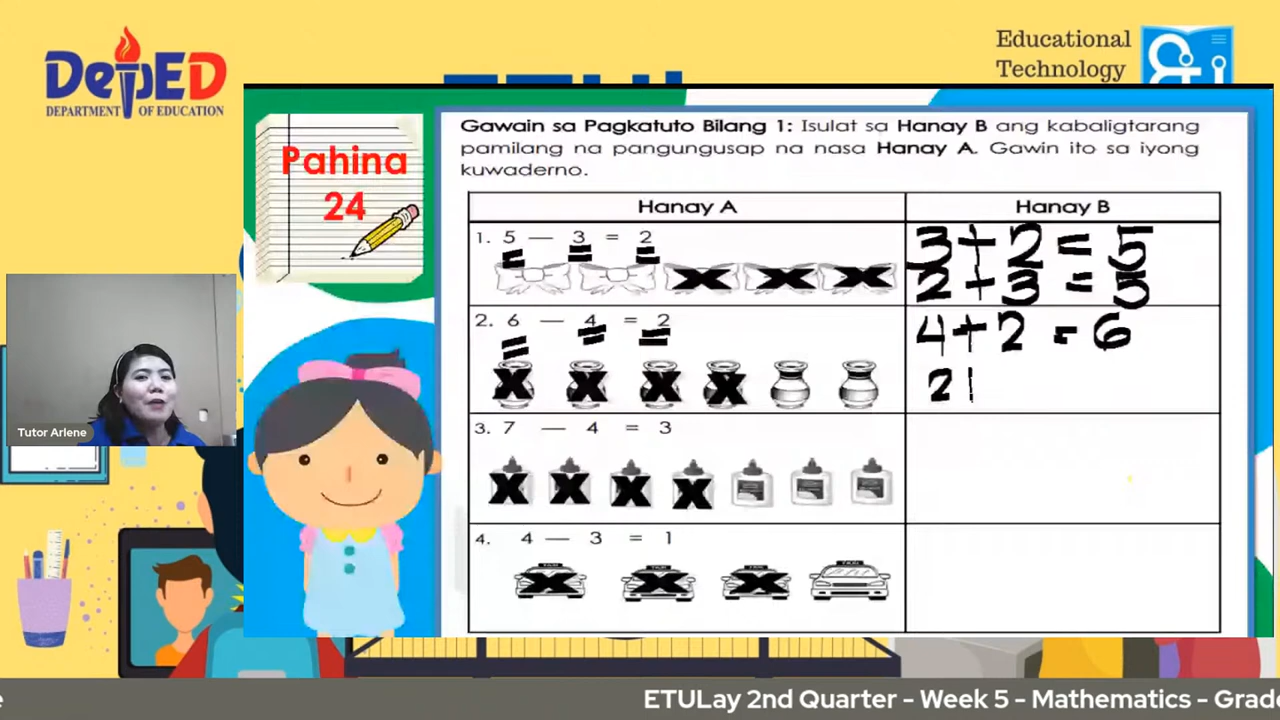 DepED
DEPARTMENT OF EDUCATION
Educational
Technology
Pahina
24
Gawain sa Pagkatuto Bilang 1: Isulat sa Hanay B ang kabaligtarang
pamilang na pangungusap na nasa Hanay A. Gawin ito sa iyong
kuwaderno.
Hanay A
Hanay B
1. 5 — 3 = 2
3 + 2 = 5
2 + 3 = 5
2. 6 — 4 = 2
4 + 2 = 6
2
3. 7 — 4 = 3
4. 4 — 3 = 1
Tutor Arlene
ETULay 2nd Quarter - Week 5 - Mathematics - Grade